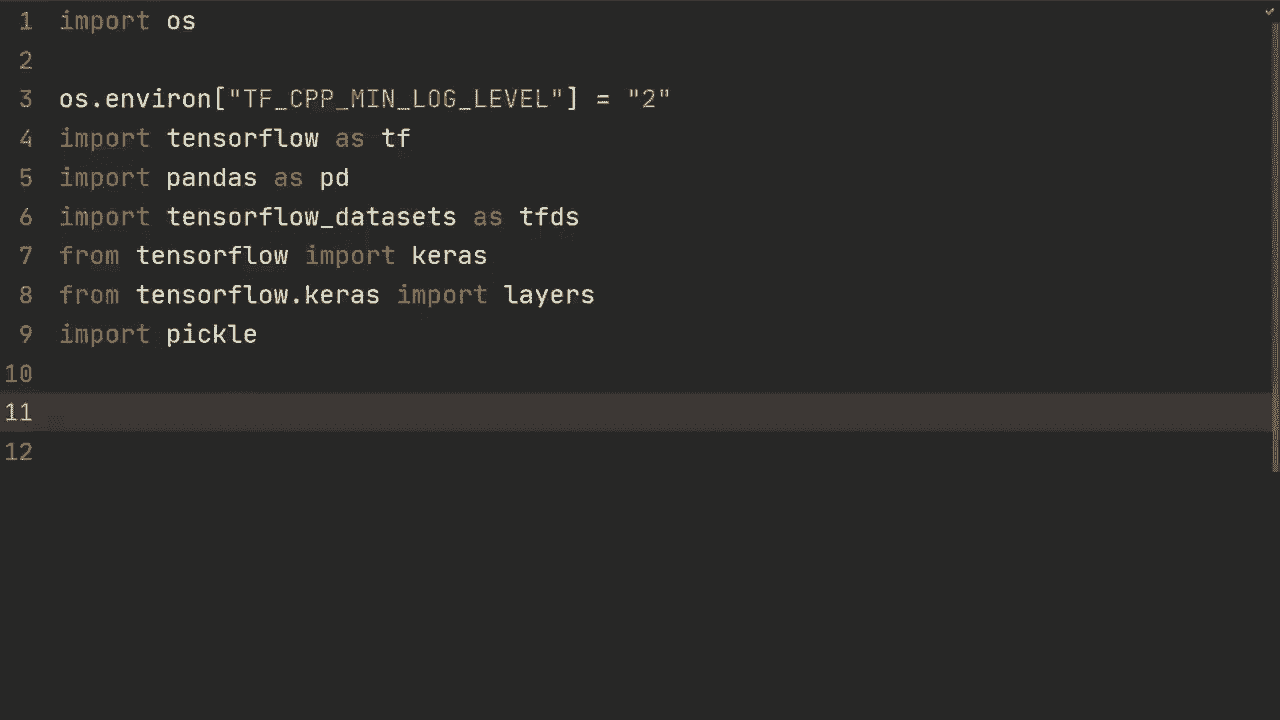 1 import os
2
3 os.environ["TF_CPP_MIN_LOG_LEVEL"] = "2"
4 import tensorflow as tf
5 import pandas as pd
6 import tensorflow_datasets as tfds
7 from tensorflow import keras
8 from tensorflow.keras import layers
9 import pickle
10
11
12